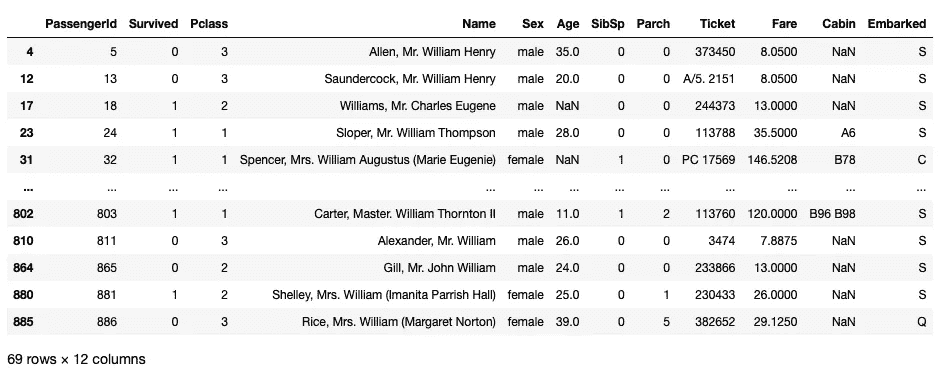 PassengerId Survived Pclass Name Sex Age SibSp Parch Ticket Fare Cabin Embarked
4 5 0 3 Allen, Mr. William Henry male 35.0 0 0 373450 8.0500 NaN S
12 13 0 3 Saundercock, Mr. William Henry male 20.0 0 0 A/5. 2151 8.0500 NaN S
17 18 1 2 Williams, Mr. Charles Eugene male NaN 0 0 244373 13.0000 NaN S
23 24 1 1 Sloper, Mr. William Thompson male 28.0 0 0 113788 35.5000 A6 S
31 32 1 1 Spencer, Mrs. William Augustus (Marie Eugenie) female NaN 1 0 PC 17569 146.5208 B78 C
... ... ... ... ... ... ... ... ... ... ... ... ...
802 803 1 1 Carter, Master. William Thornton II male 11.0 1 2 113760 120.0000 B96 B98 S
810 811 0 3 Alexander, Mr. William male 26.0 0 0 3474 7.8875 NaN S
864 865 0 2 Gill, Mr. John William male 24.0 0 0 233866 13.0000 NaN S
880 881 1 2 Shelley, Mrs. William (Imanita Parrish Hall) female 25.0 0 1 230433 26.0000 NaN S
885 886 0 3 Rice, Mrs. William (Margaret Norton) female 39.0 0 5 382652 29.1250 NaN Q
69 rows × 12 columns